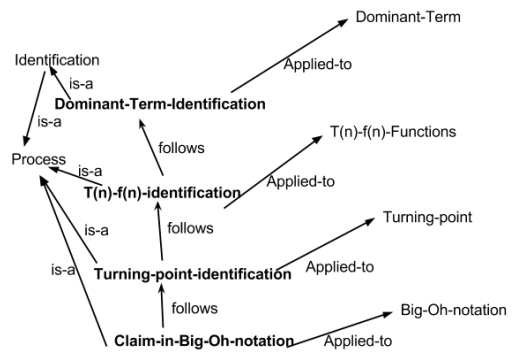 Dominant-Term
Identification
Applied-to
is-a
Dominant-Term-Identification
is-a
T(n)-f(n)-Functions
follows
Process
is-a
Applied-to
T(n)-f(n)-identification
Turning-point
is-a
follows
is-a
Applied-to
Turning-point-identification
Big-Oh-notation
follows
Claim-in-Big-Oh-notation
Applied-to